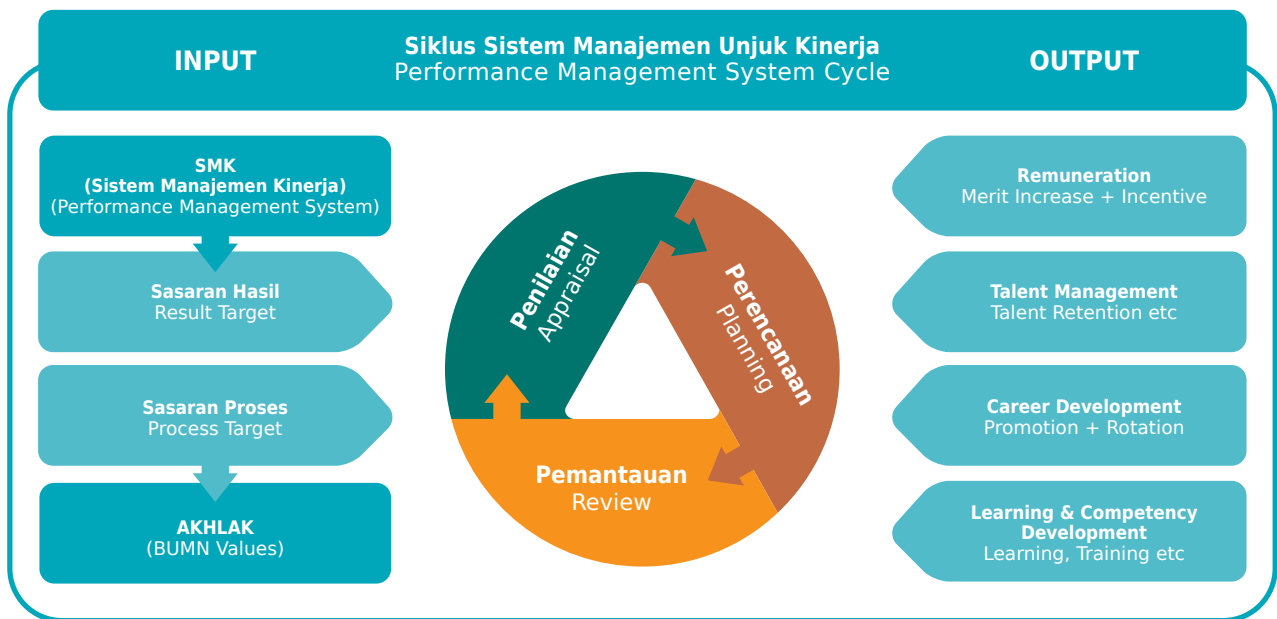 INPUT
Siklus Sistem Manajemen Unjuk Kinerja
Performance Management System Cycle
OUTPUT
SMK
(Sistem Manajemen Kinerja)
(Performance Management System)
Sasaran Hasil
Result Target
Sasaran Proses
Process Target
AKHLAK
(BUMN Values)
Penilaian
Appraisal
Perencanaan
Planning
Pemantauan
Review
Remuneration
Merit Increase + Incentive
Talent Management
Talent Retention etc
Career Development
Promotion + Rotation
Learning & Competency
Development
Learning, Training etc